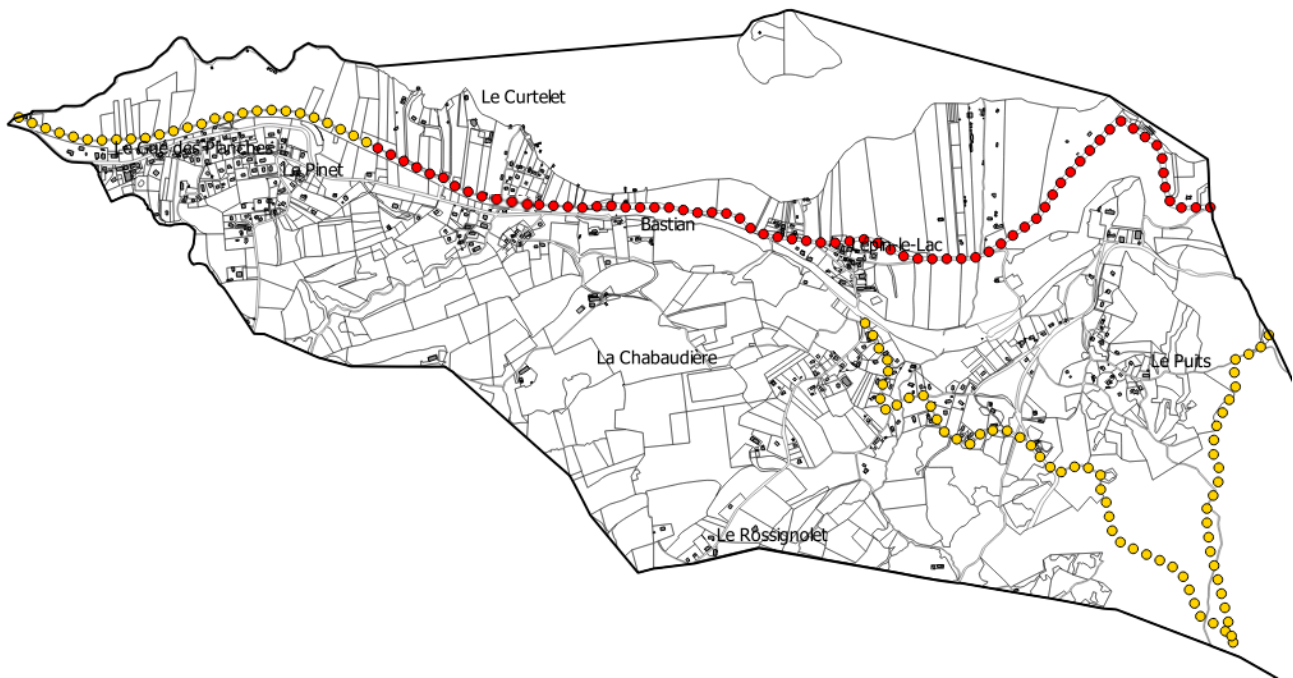 Le Curtelet
Le Gué des Planches
Le Pinet
Bastian
Lépin-le-Lac
La Chabaudière
Le Puits
Le Rossignolet